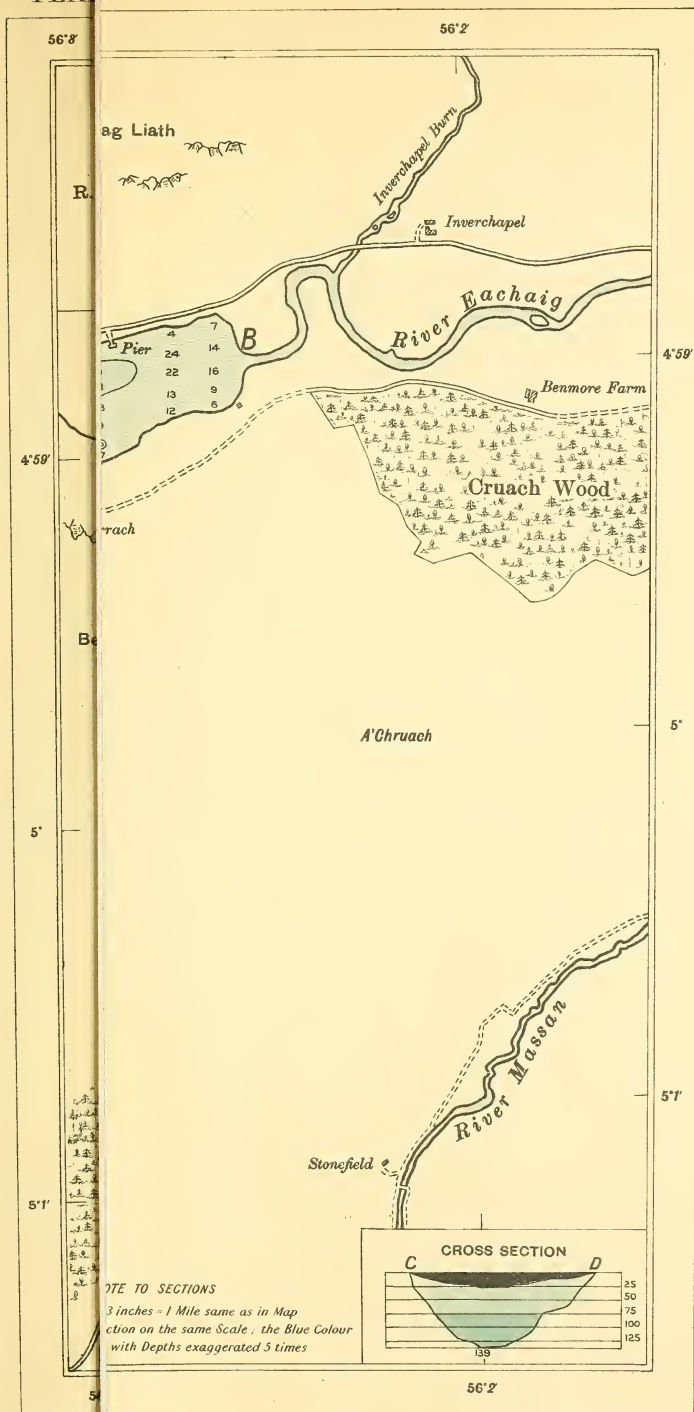 56°8′
56°2′
ag Liath
R.
Inverchapel Burn
Inverchapel
River Eachaig
B
Pier
4 7
24 14
22 16
13 9
12 6
7
4°59′
Benmore Farm
4°59′
Cruach Wood
rrach
Be
A'Chruach
5°
5°
River Massan
5°1′
Stonefield
5°1′
CROSS SECTION
C D
25
50
75
100
125
139
OTE TO SECTIONS
3 inches = 1 Mile same as in Map
ction on the same Scale; the Blue Colour
with Depths exaggerated 5 times
56°2′